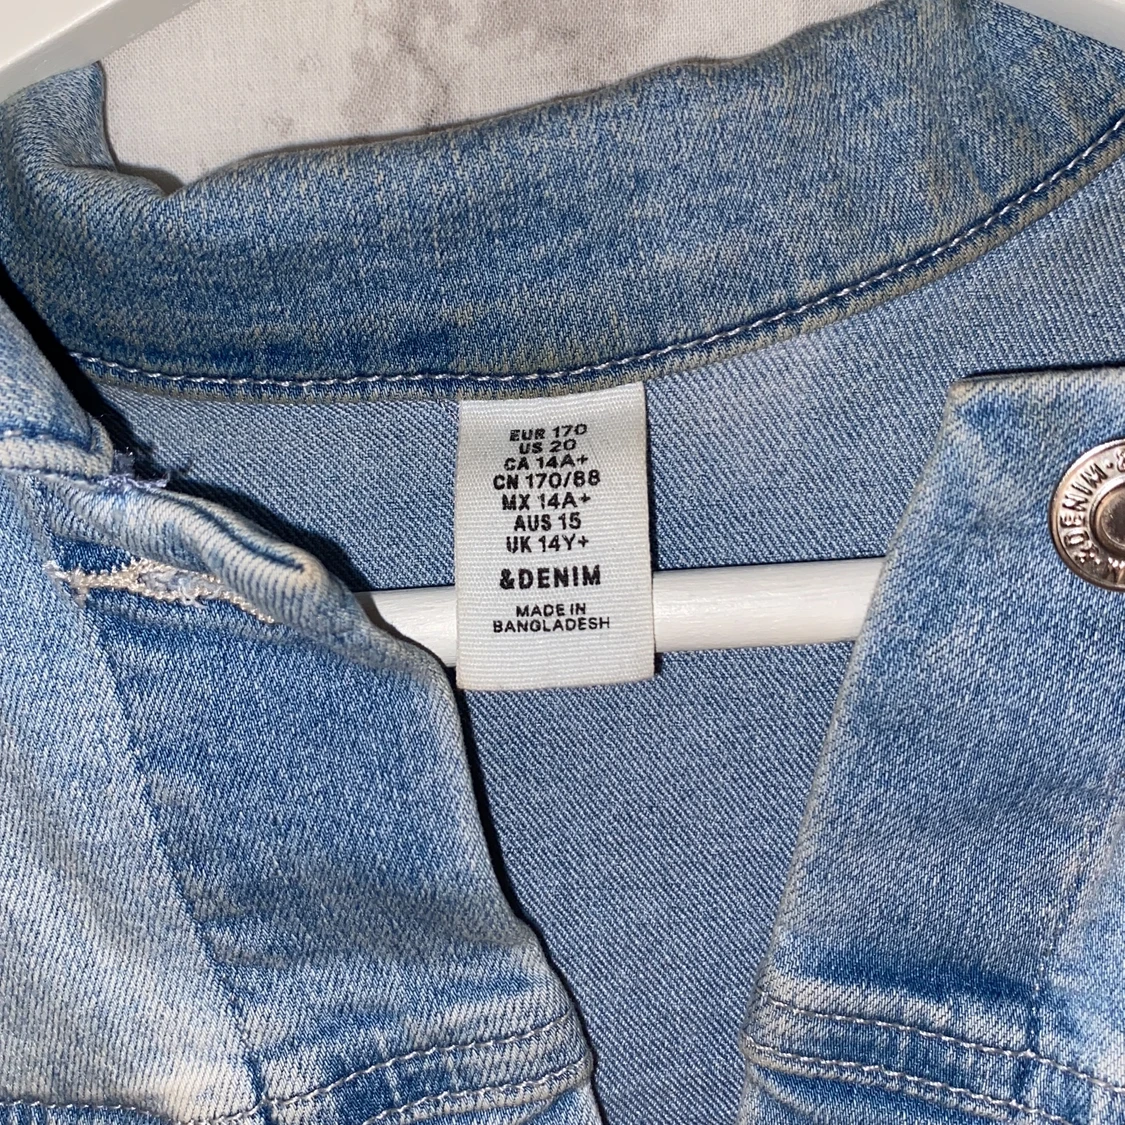 EUR 170
US 20
CA 14A+
CN 170/88
MX 14A+
AUS 15
UK 14Y+
&DENIM
MADE IN
BANGLADESH
DENIM